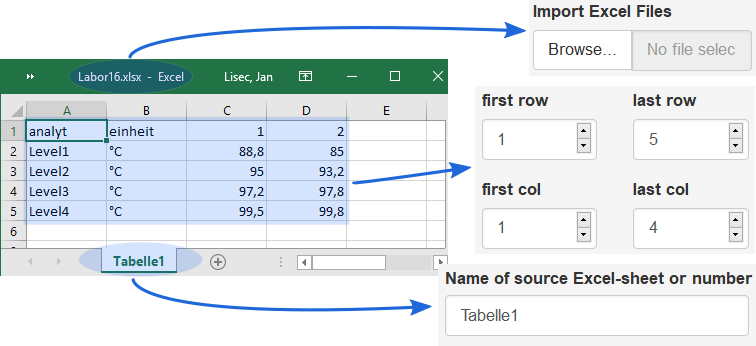 Import Excel Files
Browse... No file selec
Labor16.xlsx - Excel Lisec, Jan
A B C D E
1 analyt einheit 1 2
2 Level1 °C 88,8 85
3 Level2 °C 95 93,2
4 Level3 °C 97,2 97,8
5 Level4 °C 99,5 99,8
6
Tabelle1
first row last row
1 5
first col last col
1 4
Name of source Excel-sheet or number
Tabelle1